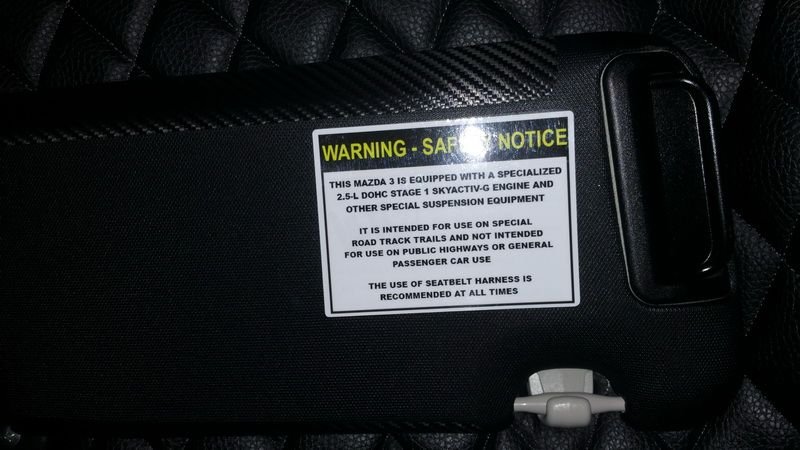 WARNING - SAFETY NOTICE
THIS MAZDA 3 IS EQUIPPED WITH A SPECIALIZED
2.5-L DOHC STAGE 1 SKYACTIV-G ENGINE AND
OTHER SPECIAL SUSPENSION EQUIPMENT
IT IS INTENDED FOR USE ON SPECIAL
ROAD TRACK TRAILS AND NOT INTENDED
FOR USE ON PUBLIC HIGHWAYS OR GENERAL
PASSENGER CAR USE
THE USE OF SEATBELT HARNESS IS
RECOMMENDED AT ALL TIMES